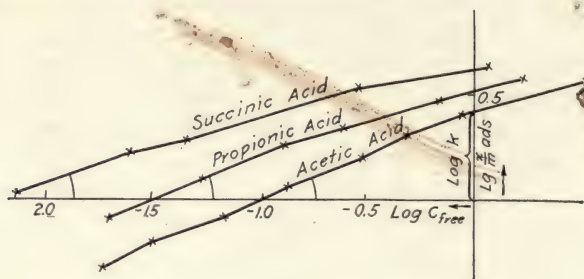 Succinic Acid
Propionic Acid
Acetic Acid
0.5
Log k
Lg x/m ads
2.0
-1.5
-1.0
-0.5
Log Cfree